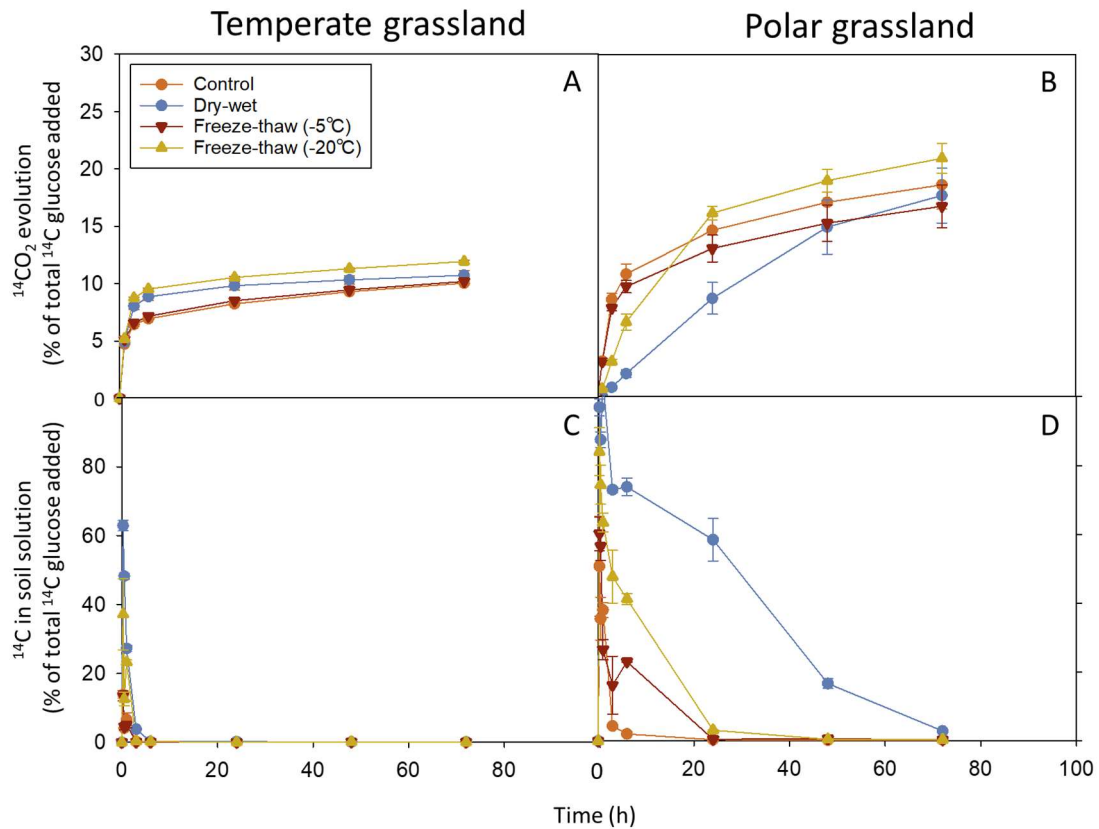 Temperate grassland
Polar grassland
30
25
20
15
10
5
0
A
B
Control
Dry-wet
Freeze-thaw (-5℃)
Freeze-thaw (-20℃)
¹⁴CO₂ evolution
(% of total ¹⁴C glucose added)
80
60
40
20
0
C
D
¹⁴C in soil solution
(% of total ¹⁴C glucose added)
0 20 40 60 80 0 20 40 60 80 100
Time (h)